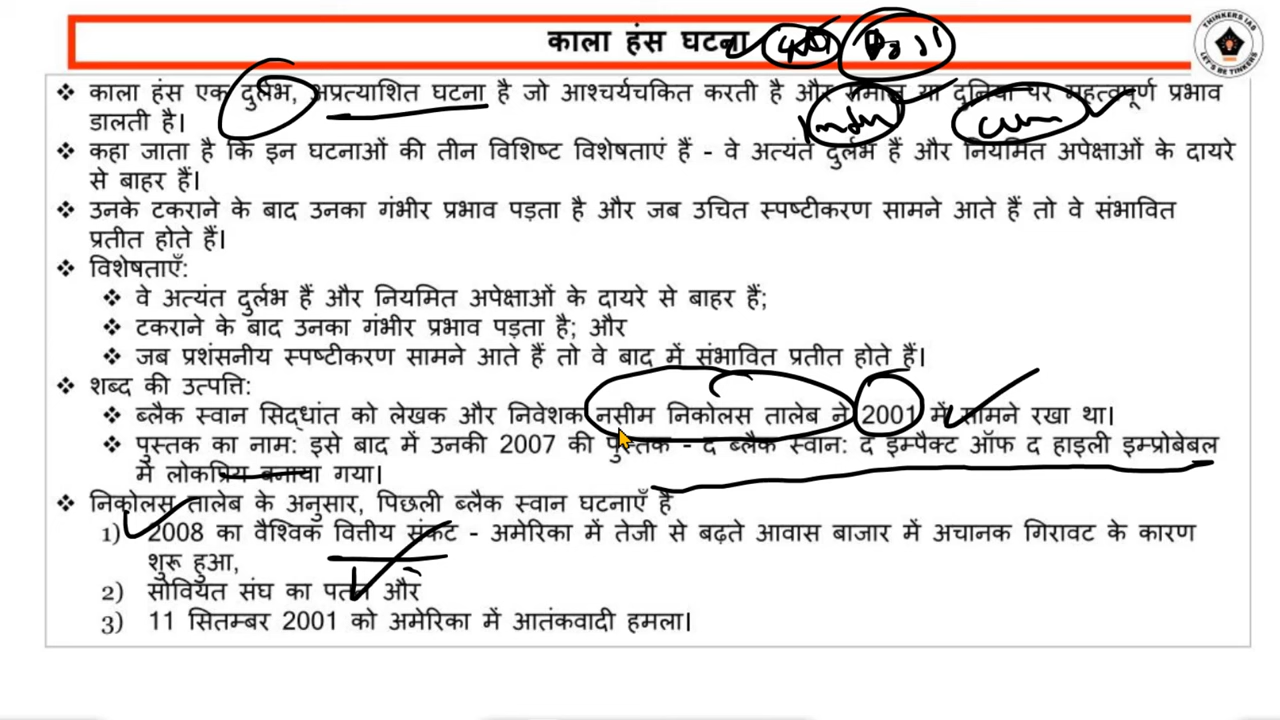 काला हंस घटना
THINKERS IAS
LET'S BE THINKERS
❖ काला हंस एक दुर्लभ, अप्रत्याशित घटना है जो आश्चर्यचकित करती है और समाज या दुनिया पर महत्वपूर्ण प्रभाव
डालती है।
❖ कहा जाता है कि इन घटनाओं की तीन विशिष्ट विशेषताएं हैं - वे अत्यंत दुर्लभ हैं और नियमित अपेक्षाओं के दायरे
से बाहर हैं।
❖ उनके टकराने के बाद उनका गंभीर प्रभाव पड़ता है और जब उचित स्पष्टीकरण सामने आते हैं तो वे संभावित
प्रतीत होते हैं।
❖ विशेषताएँ:
❖ वे अत्यंत दुर्लभ हैं और नियमित अपेक्षाओं के दायरे से बाहर हैं;
❖ टकराने के बाद उनका गंभीर प्रभाव पड़ता है; और
❖ जब प्रशंसनीय स्पष्टीकरण सामने आते हैं तो वे बाद में संभावित प्रतीत होते हैं।
❖ शब्द की उत्पत्ति:
❖ ब्लैक स्वान सिद्धांत को लेखक और निवेशक नसीम निकोलस तालेब ने 2001 में सामने रखा था।
❖ पुस्तक का नाम: इसे बाद में उनकी 2007 की पुस्तक - द ब्लैक स्वान: द इम्पैक्ट ऑफ द हाइली इम्प्रोबेबल
में लोकप्रिय बनाया गया।
❖ निकोलस तालेब के अनुसार, पिछली ब्लैक स्वान घटनाएँ हैं
1) 2008 का वैश्विक वित्तीय संकट - अमेरिका में तेजी से बढ़ते आवास बाजार में अचानक गिरावट के कारण
शुरू हुआ,
2) सोवियत संघ का पतन और
3) 11 सितम्बर 2001 को अमेरिका में आतंकवादी हमला।